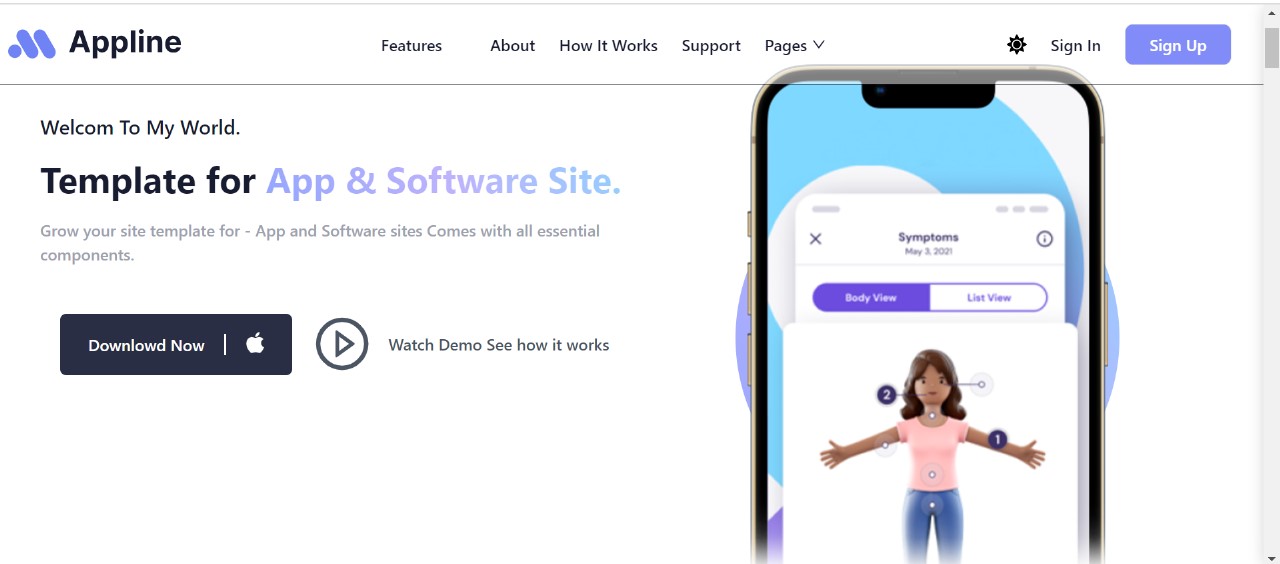 Appline
Features About How It Works Support Pages
Sign In
Sign Up
Welcom To My World.
Template for App & Software Site.
Grow your site template for - App and Software sites Comes with all essential
components.
Downlowd Now |
Watch Demo See how it works
Symptoms
May 3, 2021
Body View
List View
2
1